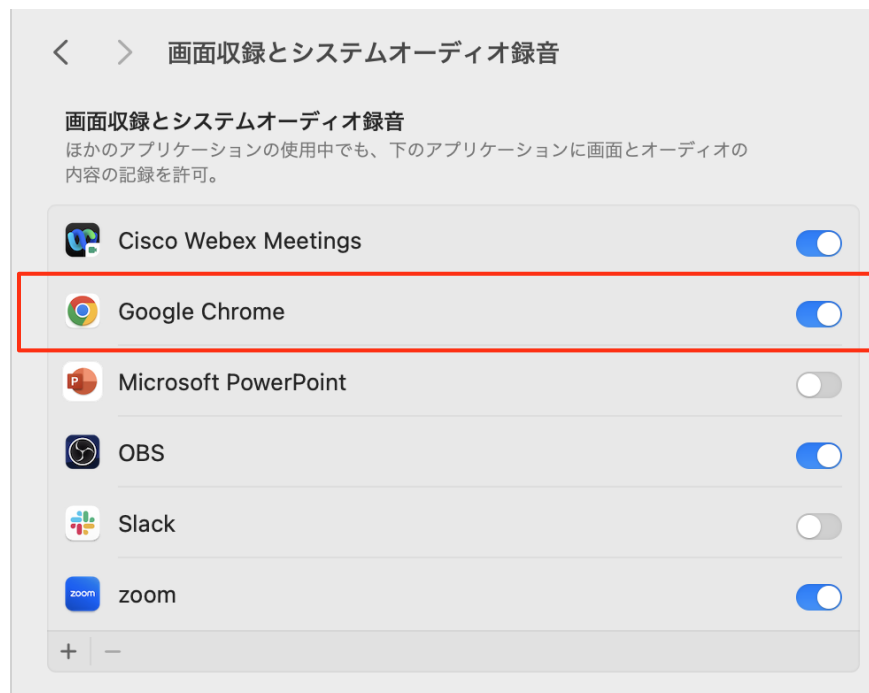 画面収録とシステムオーディオ録音
画面収録とシステムオーディオ録音
ほかのアプリケーションの使用中でも、下のアプリケーションに画面とオーディオの
内容の記録を許可。
Cisco Webex Meetings
Google Chrome
P
Microsoft PowerPoint
OBS
Slack
zoom
zoom